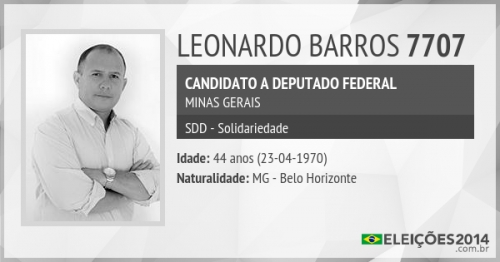 LEONARDO BARROS 7707
CANDIDATO A DEPUTADO FEDERAL
MINAS GERAIS
SDD - Solidariedade
Idade: 44 anos (23-04-1970)
Naturalidade: MG - Belo Horizonte
ELEIÇÕES2014
.com.br